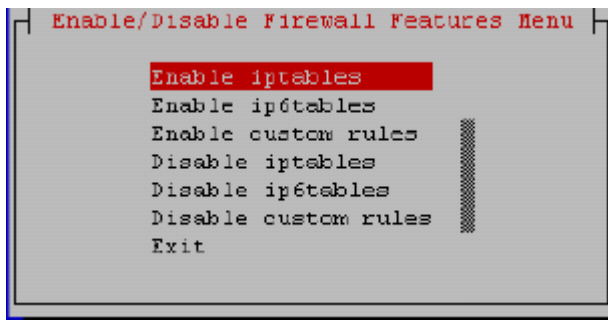 Enable/Disable Firewall Features Menu
Enable iptables
Enable ip6tables
Enable custom rules
Disable iptables
Disable ip6tables
Disable custom rules
Exit